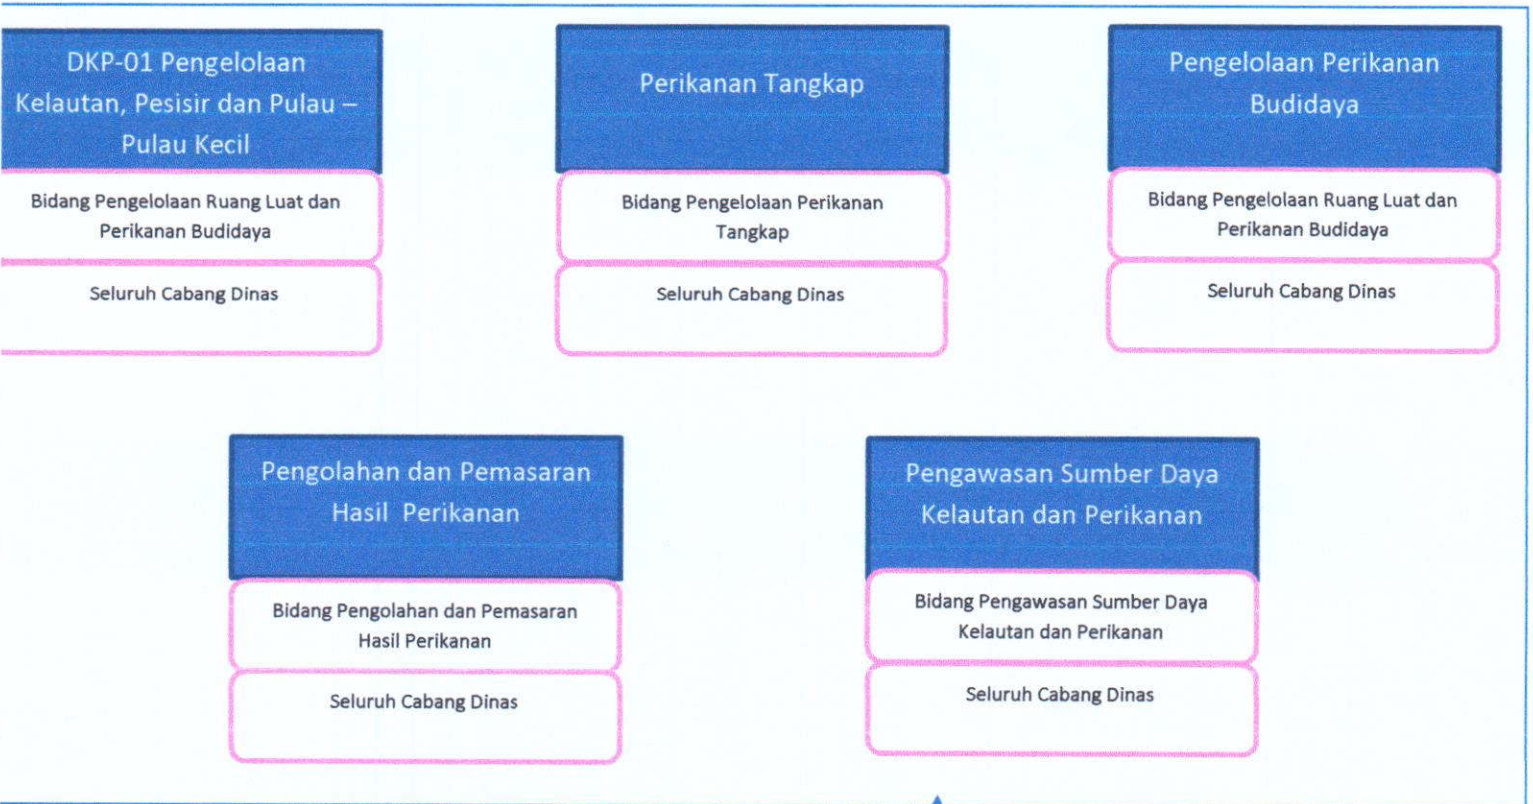 DKP-01 Pengelolaan
Kelautan, Pesisir dan Pulau –
Pulau Kecil
Bidang Pengelolaan Ruang Luat dan
Perikanan Budidaya
Seluruh Cabang Dinas
Perikanan Tangkap
Bidang Pengelolaan Perikanan
Tangkap
Seluruh Cabang Dinas
Pengelolaan Perikanan
Budidaya
Bidang Pengelolaan Ruang Luat dan
Perikanan Budidaya
Seluruh Cabang Dinas
Pengolahan dan Pemasaran
Hasil Perikanan
Bidang Pengolahan dan Pemasaran
Hasil Perikanan
Seluruh Cabang Dinas
Pengawasan Sumber Daya
Kelautan dan Perikanan
Bidang Pengawasan Sumber Daya
Kelautan dan Perikanan
Seluruh Cabang Dinas